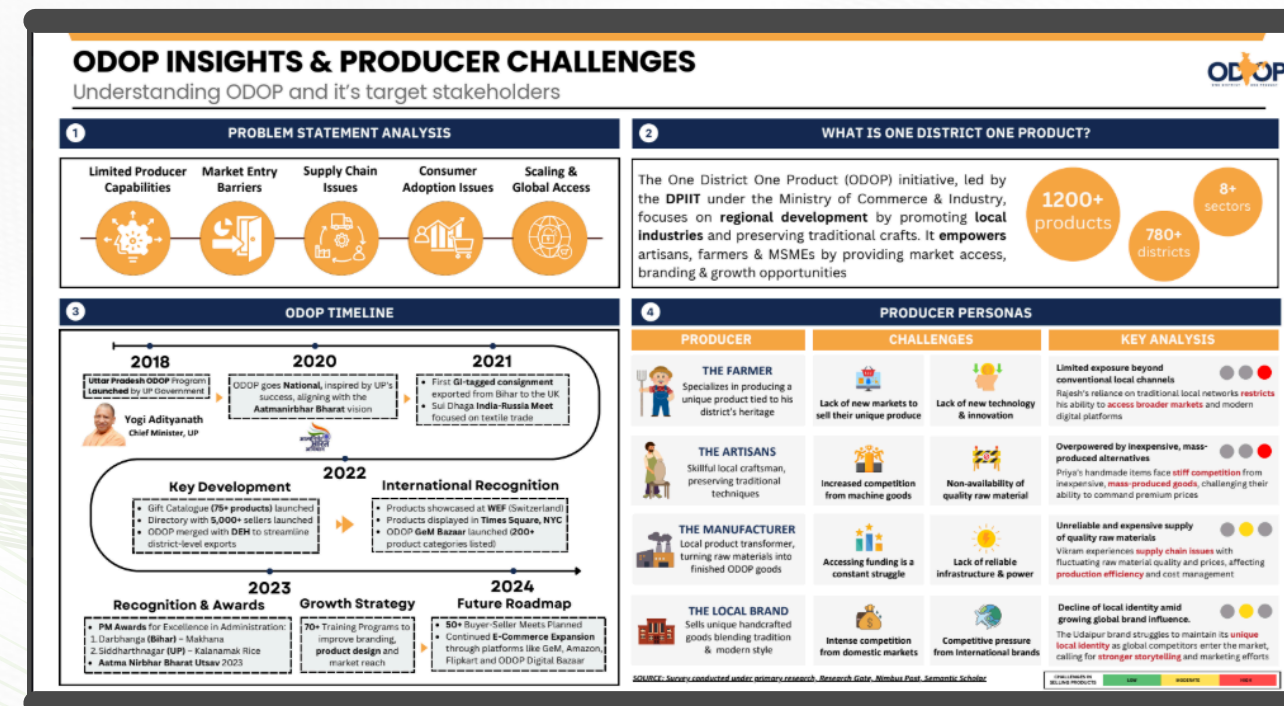 ODOP INSIGHTS & PRODUCER CHALLENGES
Understanding ODOP and it's target stakeholders
ODOP
ONE DISTRICT ONE PRODUCT
1
PROBLEM STATEMENT ANALYSIS
Limited Producer
Capabilities
Market Entry
Barriers
Supply Chain
Issues
Consumer
Adoption Issues
Scaling &
Global Access
2
WHAT IS ONE DISTRICT ONE PRODUCT?
The One District One Product (ODOP) initiative, led by
the DPIIT under the Ministry of Commerce & Industry,
focuses on regional development by promoting local
industries and preserving traditional crafts. It empowers
artisans, farmers & MSMEs by providing market access,
branding & growth opportunities
1200+
products
780+
districts
8+
sectors
3
ODOP TIMELINE
2018
Uttar Pradesh ODOP Program
Launched by UP Government
Yogi Adityanath
Chief Minister, UP
2020
ODOP goes National, inspired by UP's
success, aligning with the
Aatmanirbhar Bharat vision
2021
• First GI-tagged consignment
exported from Bihar to the UK
• Sui Dhaga India-Russia Meet
focused on textile trade
2022
Key Development
• Gift Catalogue (75+ products) launched
• Directory with 5,000+ sellers launched
• ODOP merged with DEH to streamline
district-level exports
International Recognition
• Products showcased at WEF (Switzerland)
• Products displayed in Times Square, NYC
• ODOP GeM Bazaar launched (200+
product categories listed)
2023
Recognition & Awards
• PM Awards for Excellence in Administration:
1. Darbhanga (Bihar) – Makhana
2. Siddharthnagar (UP) – Kalanamak Rice
• Aatma Nirbhar Bharat Utsav 2023
Growth Strategy
70+ Training Programs to
improve branding,
product design and
market reach
2024
Future Roadmap
• 50+ Buyer-Seller Meets Planned
• Continued E-Commerce Expansion
through platforms like GeM, Amazon,
Flipkart and ODOP Digital Bazaar
4
PRODUCER PERSONAS
PRODUCER
CHALLENGES
KEY ANALYSIS
THE FARMER
Specializes in producing a
unique product tied to his
district's heritage
Lack of new markets to
sell their unique produce
Lack of new technology
& innovation
Limited exposure beyond
conventional local channels
Rajesh's reliance on traditional local networks restricts
his ability to access broader markets and modern
digital platforms
THE ARTISANS
Skillful local craftsman,
preserving traditional
techniques
Increased competition
from machine goods
Non-availability of
quality raw material
Overpowered by inexpensive, mass-
produced alternatives
Priya's handmade items face stiff competition from
inexpensive, mass-produced goods, challenging their
ability to command premium prices
THE MANUFACTURER
Local product transformer,
turning raw materials into
finished ODOP goods
Accessing funding is a
constant struggle
Lack of reliable
infrastructure & power
Unreliable and expensive supply
of quality raw materials
Vikram experiences supply chain issues with
fluctuating raw material quality and prices, affecting
production efficiency and cost management
THE LOCAL BRAND
Sells unique handcrafted
goods blending tradition
& modern style
Intense competition
from domestic markets
Competitive pressure
from International brands
Decline of local identity amid
growing global brand influence.
The Udaipur brand struggles to maintain its unique
local identity as global competitors enter the market,
calling for stronger storytelling and marketing efforts
SOURCE: Survey conducted under primary research, Research Gate, Nimbus Post, Semantic Scholar
CHALLENGES IN
SELLING PRODUCTS
LOW
MODERATE
HIGH